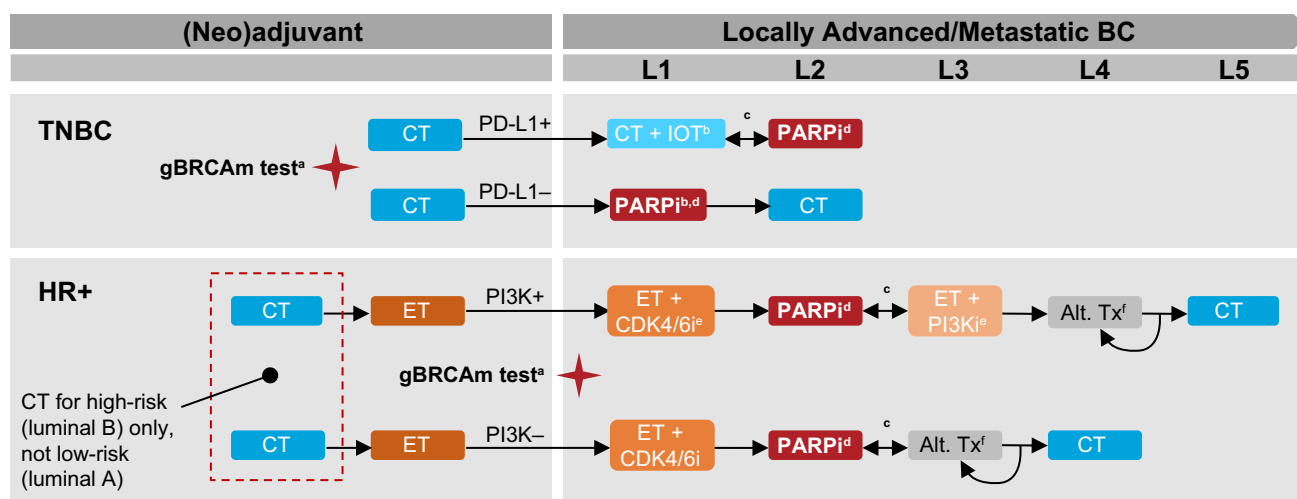 (Neo)adjuvant
Locally Advanced/Metastatic BC
L1 L2 L3 L4 L5
TNBC
CT PD-L1+ CT + IOTᵇ c PARPiᵈ
gBRCAm testᵃ
CT PD-L1– PARPiᵇ,ᵈ CT
HR+
CT ET PI3K+ ET +
CDK4/6iᵉ
PARPiᵈ c ET +
PI3Kiᵉ
Alt. Txᶠ CT
gBRCAm testᵃ
CT for high-risk
(luminal B) only,
not low-risk
(luminal A)
CT ET PI3K– ET +
CDK4/6i
PARPiᵈ c Alt. Txᶠ CT